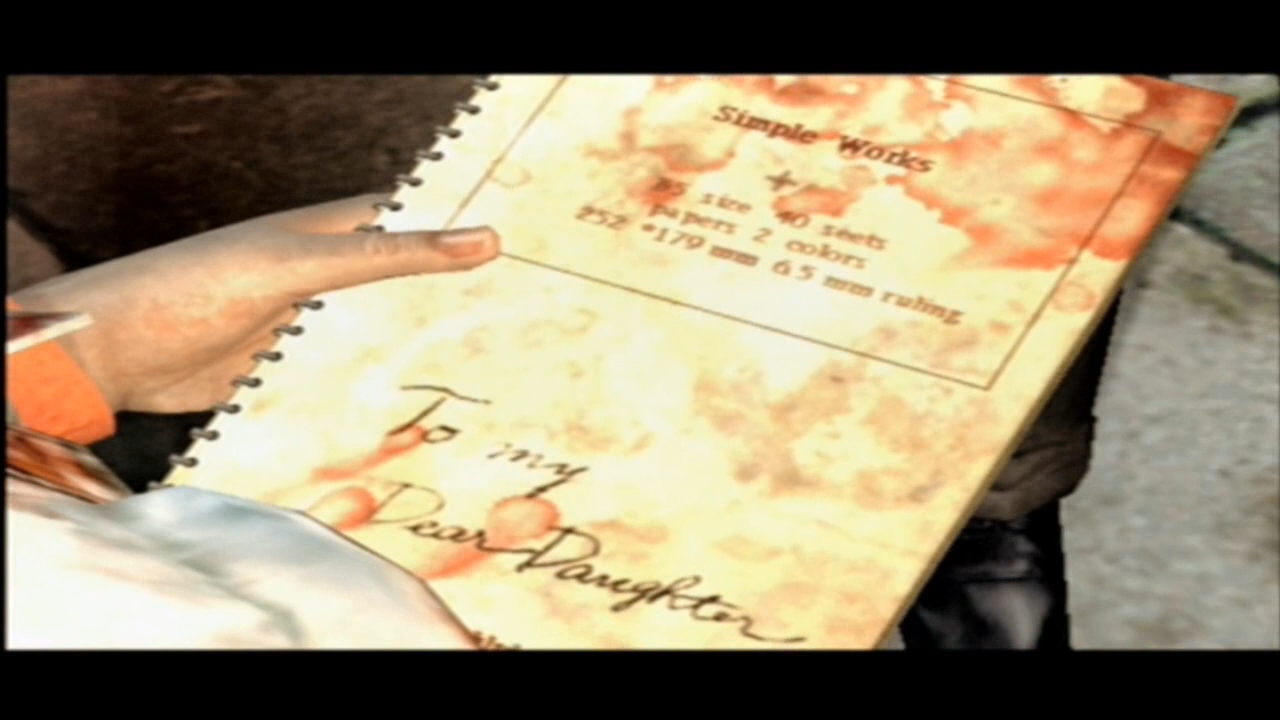 Simple Works
+
B5 size 40 seets
papers 2 colors
252 *179 mm 6.5 mm ruling
To my
Dear Daughter